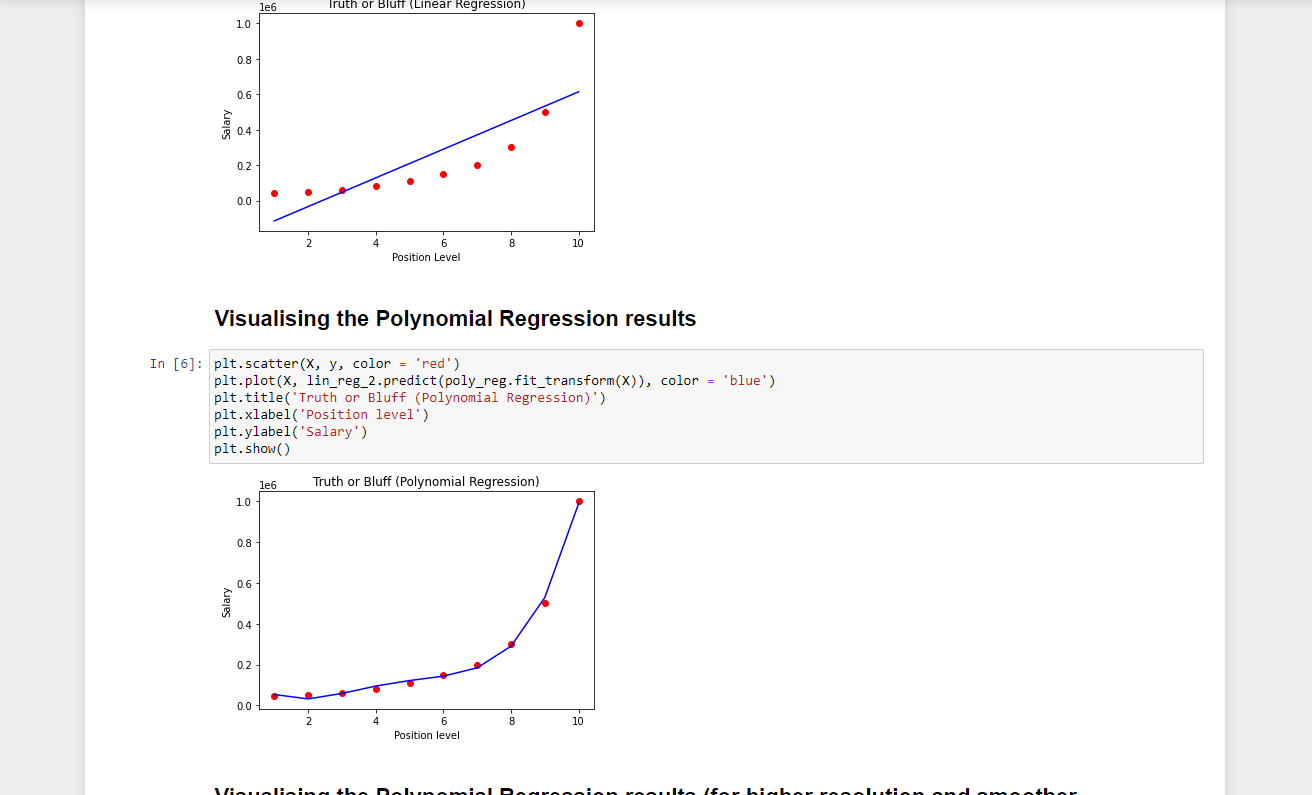 Truth or Bluff (Linear Regression)
1e6
1.0
0.8
0.6
0.4
0.2
0.0
Salary
2 4 6 8 10
Position Level
Visualising the Polynomial Regression results
In [6]:
plt.scatter(X, y, color = 'red')
plt.plot(X, lin_reg_2.predict(poly_reg.fit_transform(X)), color = 'blue')
plt.title('Truth or Bluff (Polynomial Regression)')
plt.xlabel('Position level')
plt.ylabel('Salary')
plt.show()
Truth or Bluff (Polynomial Regression)
1e6
1.0
0.8
0.6
0.4
0.2
0.0
Salary
2 4 6 8 10
Position level
Visualising the Polynomial Regression results (for higher resolution and smoother